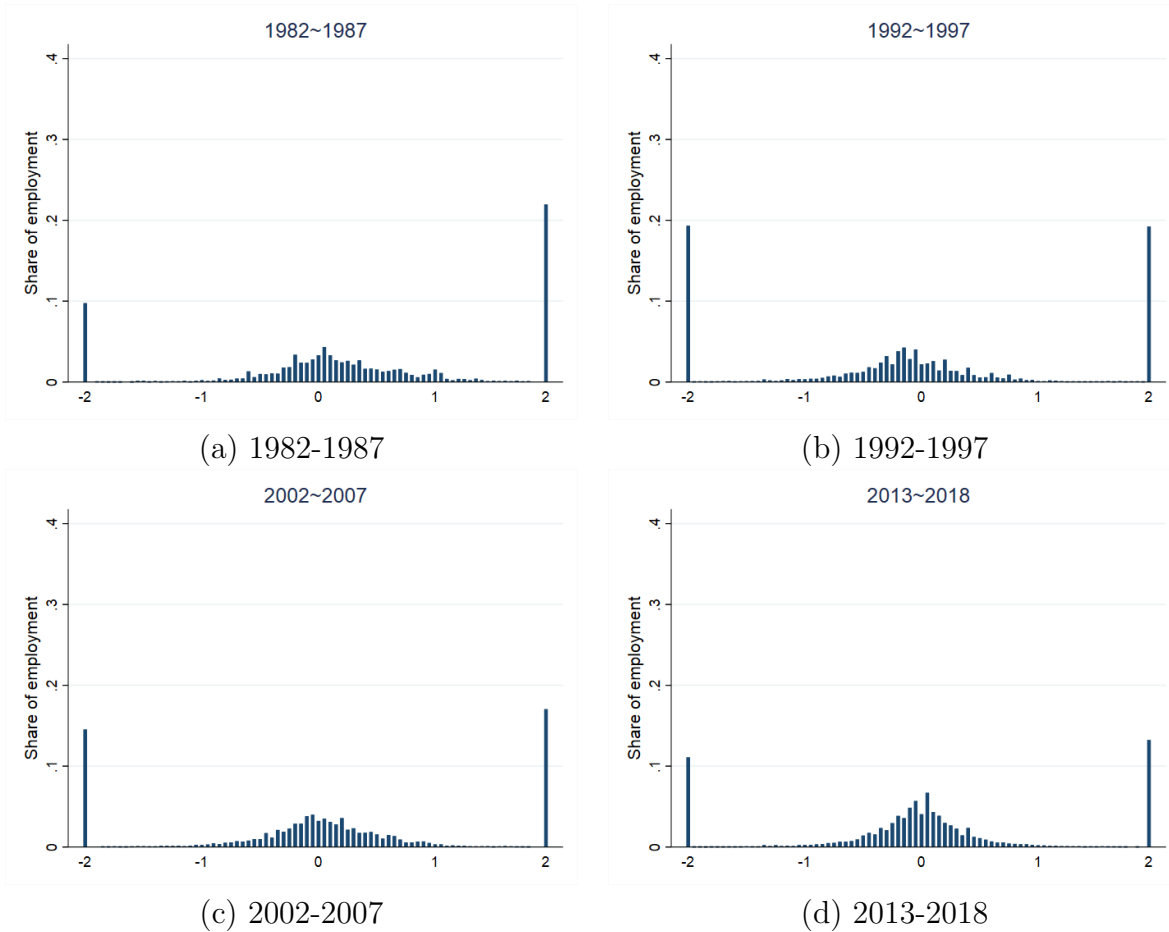 1982~1987
Share of employment
.4
.3
.2
.1
0
-2 -1 0 1 2
(a) 1982-1987
1992~1997
Share of employment
.4
.3
.2
.1
0
-2 -1 0 1 2
(b) 1992-1997
2002~2007
Share of employment
.4
.3
.2
.1
0
-2 -1 0 1 2
(c) 2002-2007
2013~2018
Share of employment
.4
.3
.2
.1
0
-2 -1 0 1 2
(d) 2013-2018